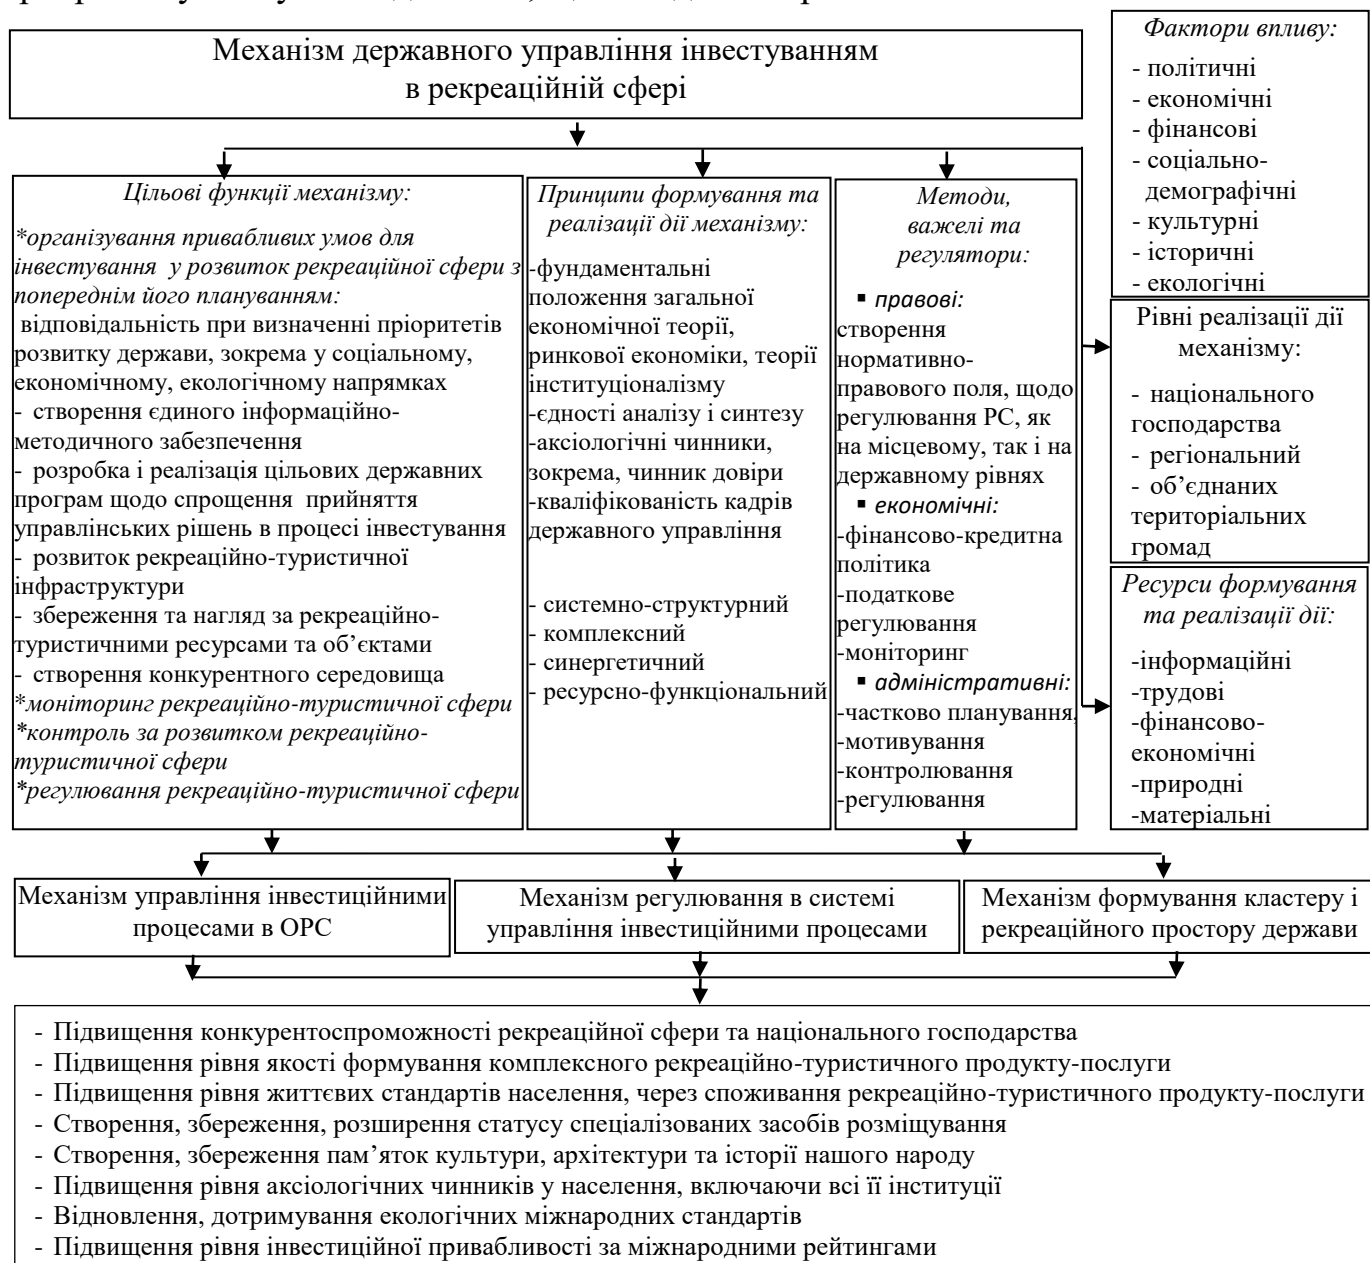 Механізм державного управління інвестуванням
в рекреаційній сфері
Цільові функції механізму:
*організування привабливих умов для
інвестування у розвиток рекреаційної сфери з
попереднім його плануванням:
відповідальність при визначенні пріоритетів
розвитку держави, зокрема у соціальному,
економічному, екологічному напрямках
- створення єдиного інформаційно-
методичного забезпечення
- розробка і реалізація цільових державних
програм щодо спрощення прийняття
управлінських рішень в процесі інвестування
- розвиток рекреаційно-туристичної
інфраструктури
- збереження та нагляд за рекреаційно-
туристичними ресурсами та об’єктами
- створення конкурентного середовища
*моніторинг рекреаційно-туристичної сфери
*контроль за розвитком рекреаційно-
туристичної сфери
*регулювання рекреаційно-туристичної сфери
Принципи формування та
реалізації дії механізму:
-фундаментальні
положення загальної
економічної теорії,
ринкової економіки, теорії
інституціоналізму
-єдності аналізу і синтезу
-аксіологічні чинники,
зокрема, чинник довіри
-кваліфікованість кадрів
державного управління
- системно-структурний
- комплексний
- синергетичний
- ресурсно-функціональний
Методи,
важелі та
регулятори:
▪ правові:
створення
нормативно-
правового поля, щодо
регулювання РС, як
на місцевому, так і на
державному рівнях
▪ економічні:
-фінансово-кредитна
політика
-податкове
регулювання
-моніторинг
▪ адміністративні:
-частково планування,
-мотивування
-контролювання
-регулювання
Фактори впливу:
- політичні
- економічні
- фінансові
- соціально-
демографічні
- культурні
- історичні
- екологічні
Рівні реалізації дії
механізму:
- національного
господарства
- регіональний
- об’єднаних
територіальних
громад
Ресурси формування
та реалізації дії:
-інформаційні
-трудові
-фінансово-
економічні
-природні
-матеріальні
Механізм управління інвестиційними
процесами в ОРС
Механізм регулювання в системі
управління інвестиційними процесами
Механізм формування кластеру і
рекреаційного простору держави
- Підвищення конкурентоспроможності рекреаційної сфери та національного господарства
- Підвищення рівня якості формування комплексного рекреаційно-туристичного продукту-послуги
- Підвищення рівня життєвих стандартів населення, через споживання рекреаційно-туристичного продукту-послуги
- Створення, збереження, розширення статусу спеціалізованих засобів розміщування
- Створення, збереження пам’яток культури, архітектури та історії нашого народу
- Підвищення рівня аксіологічних чинників у населення, включаючи всі її інституції
- Відновлення, дотримування екологічних міжнародних стандартів
- Підвищення рівня інвестиційної привабливості за міжнародними рейтингами